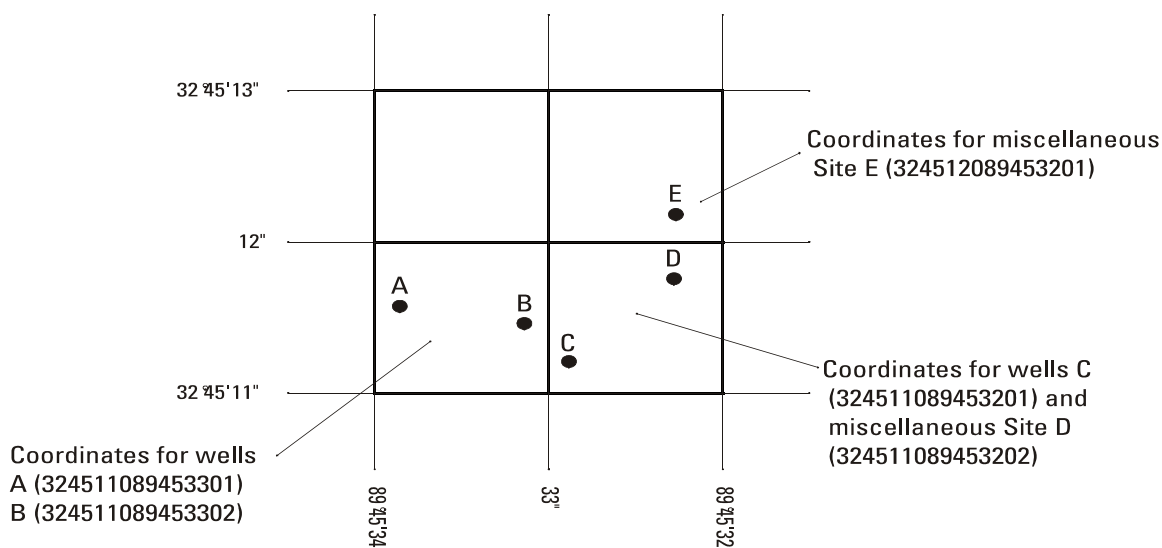 32°45'13"
Coordinates for miscellaneous
Site E (324512089453201)
E
12"
D
A
B
C
Coordinates for wells C
(324511089453201) and
miscellaneous Site D
(324511089453202)
32°45'11"
Coordinates for wells
A (324511089453301)
B (324511089453302)
89°45'34
33"
89°45'32